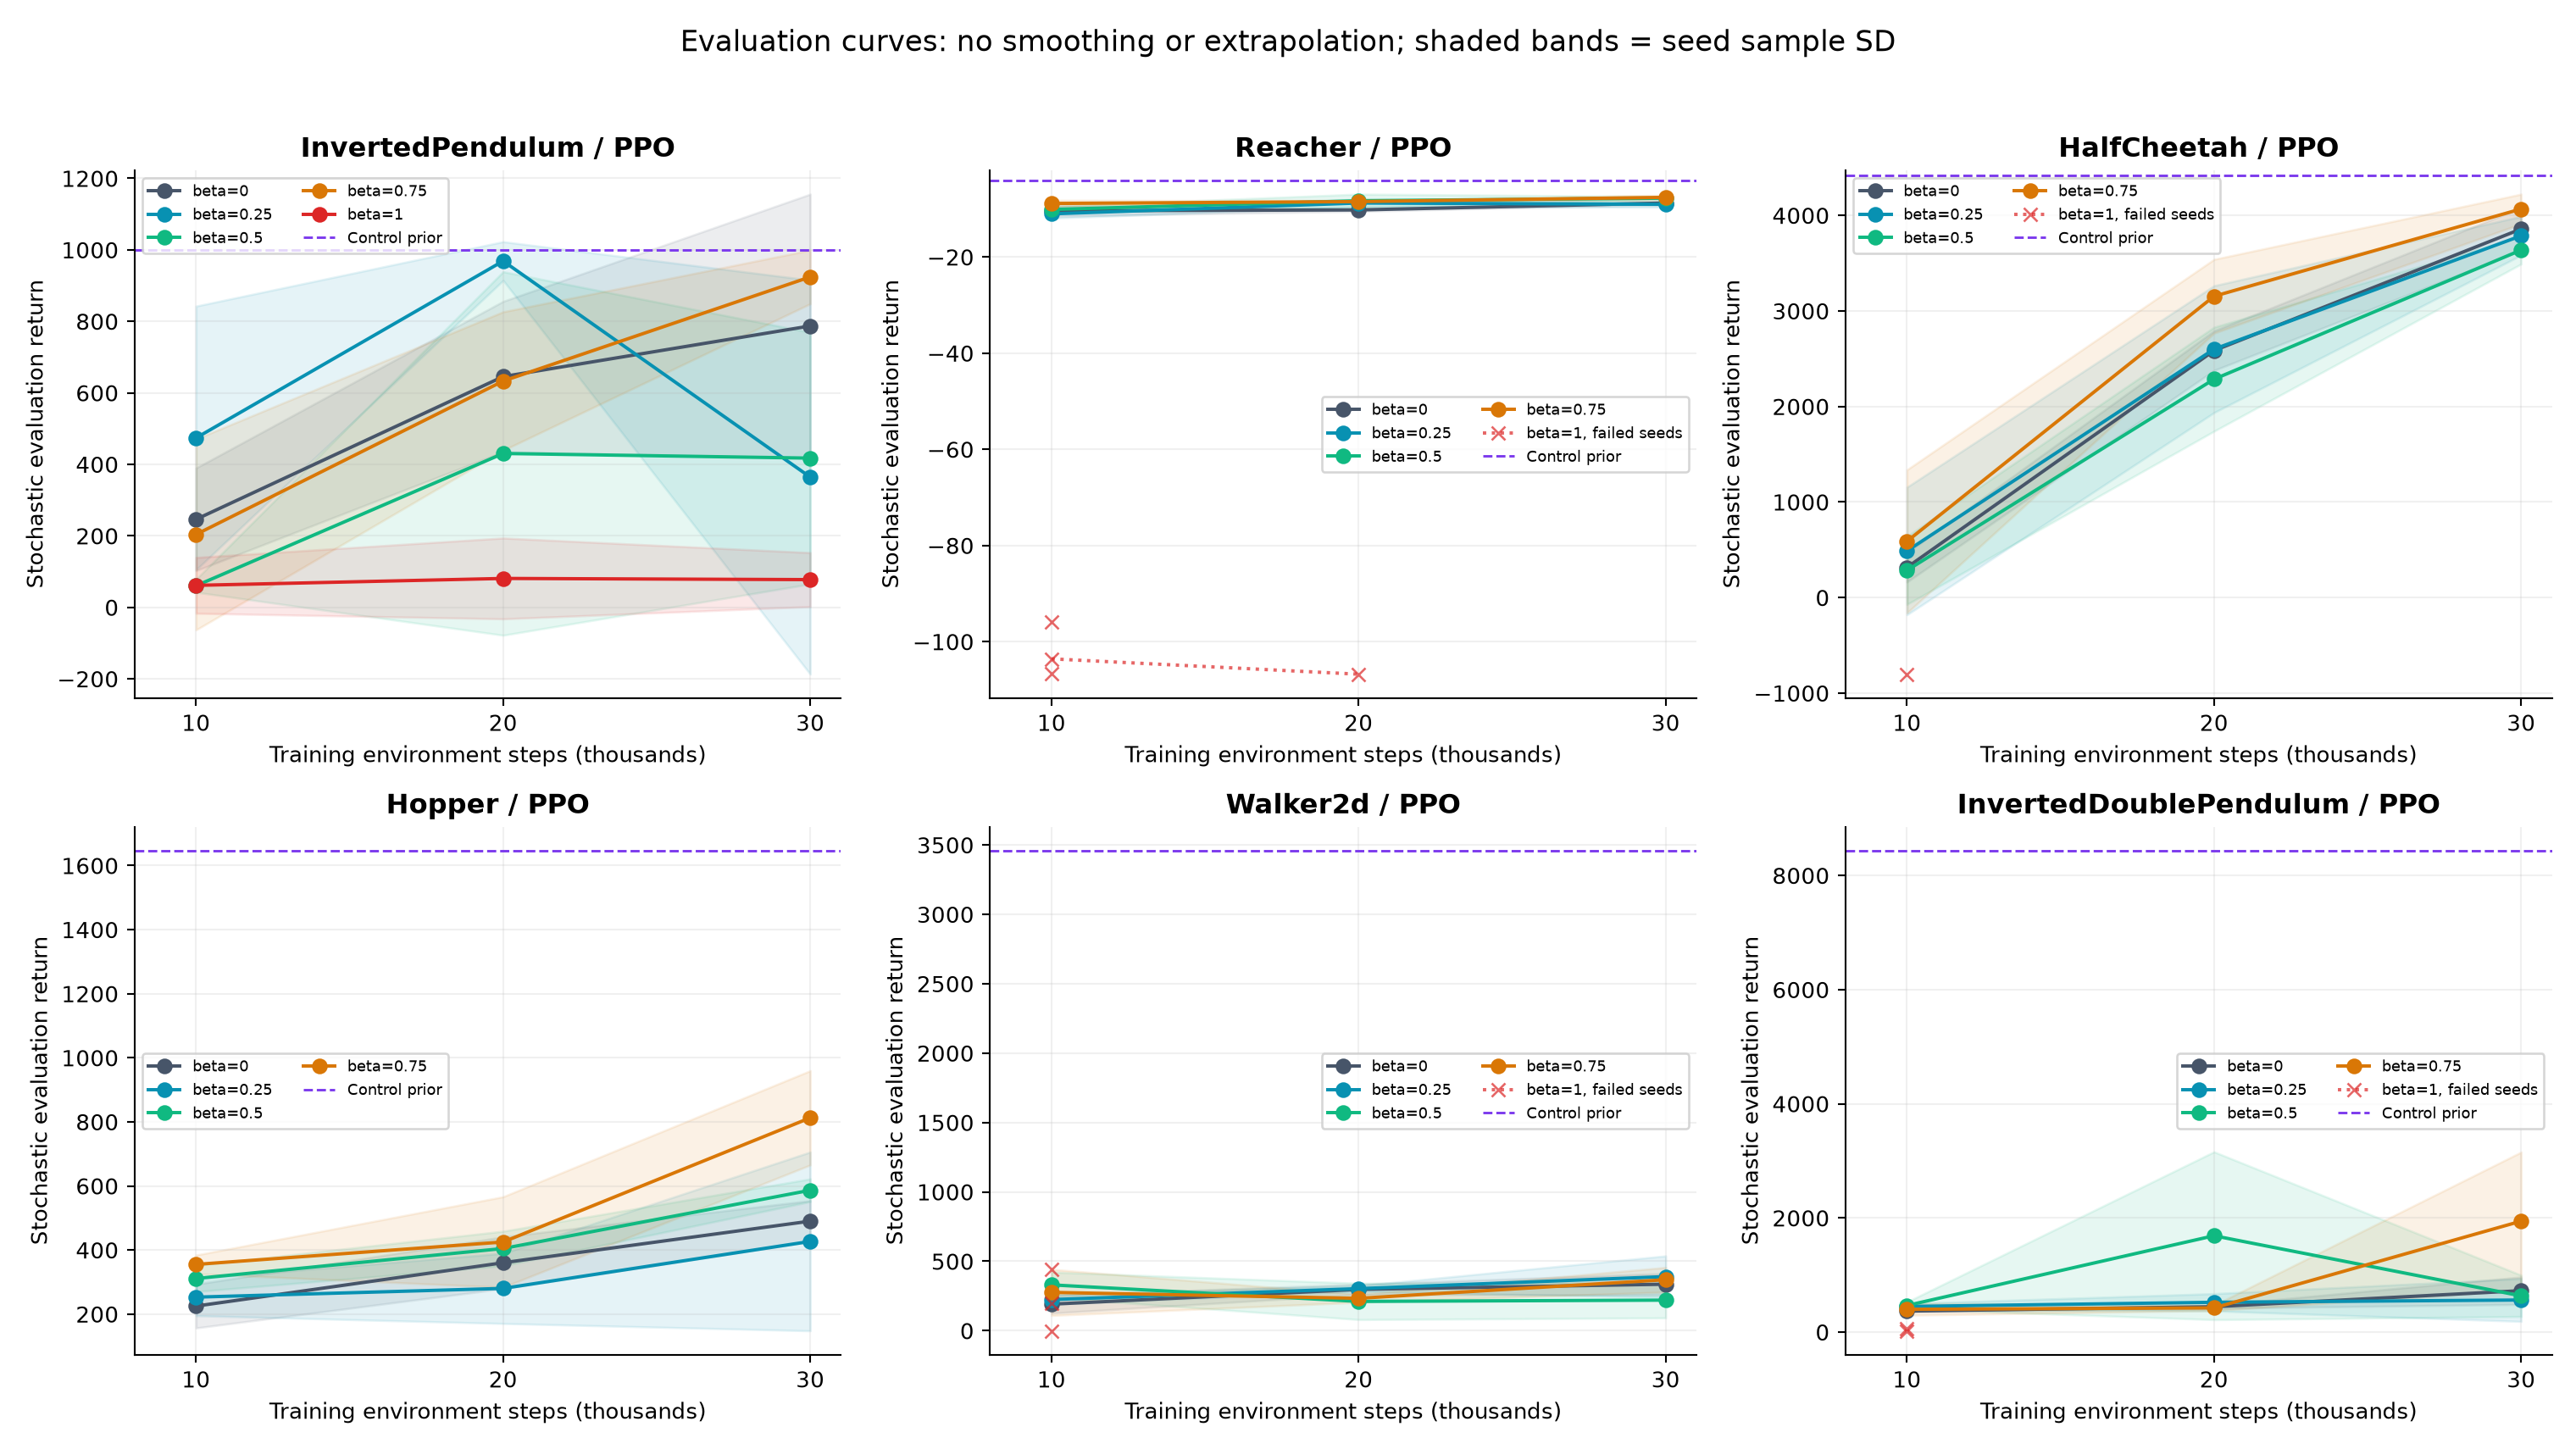 Evaluation curves: no smoothing or extrapolation; shaded bands = seed sample SD
InvertedPendulum / PPO
Stochastic evaluation return
1200
1000
800
600
400
200
0
−200
beta=0
beta=0.25
beta=0.5
beta=0.75
beta=1
Control prior
10
20
30
Training environment steps (thousands)
Reacher / PPO
Stochastic evaluation return
−20
−40
−60
−80
−100
beta=0
beta=0.25
beta=0.5
beta=0.75
beta=1, failed seeds
Control prior
10
20
30
Training environment steps (thousands)
HalfCheetah / PPO
Stochastic evaluation return
4000
3000
2000
1000
0
−1000
beta=0
beta=0.25
beta=0.5
beta=0.75
beta=1, failed seeds
Control prior
10
20
30
Training environment steps (thousands)
Hopper / PPO
Stochastic evaluation return
1600
1400
1200
1000
800
600
400
200
beta=0
beta=0.25
beta=0.5
beta=0.75
Control prior
10
20
30
Training environment steps (thousands)
Walker2d / PPO
Stochastic evaluation return
3500
3000
2500
2000
1500
1000
500
0
beta=0
beta=0.25
beta=0.5
beta=0.75
beta=1, failed seeds
Control prior
10
20
30
Training environment steps (thousands)
InvertedDoublePendulum / PPO
Stochastic evaluation return
8000
6000
4000
2000
0
beta=0
beta=0.25
beta=0.5
beta=0.75
beta=1, failed seeds
Control prior
10
20
30
Training environment steps (thousands)